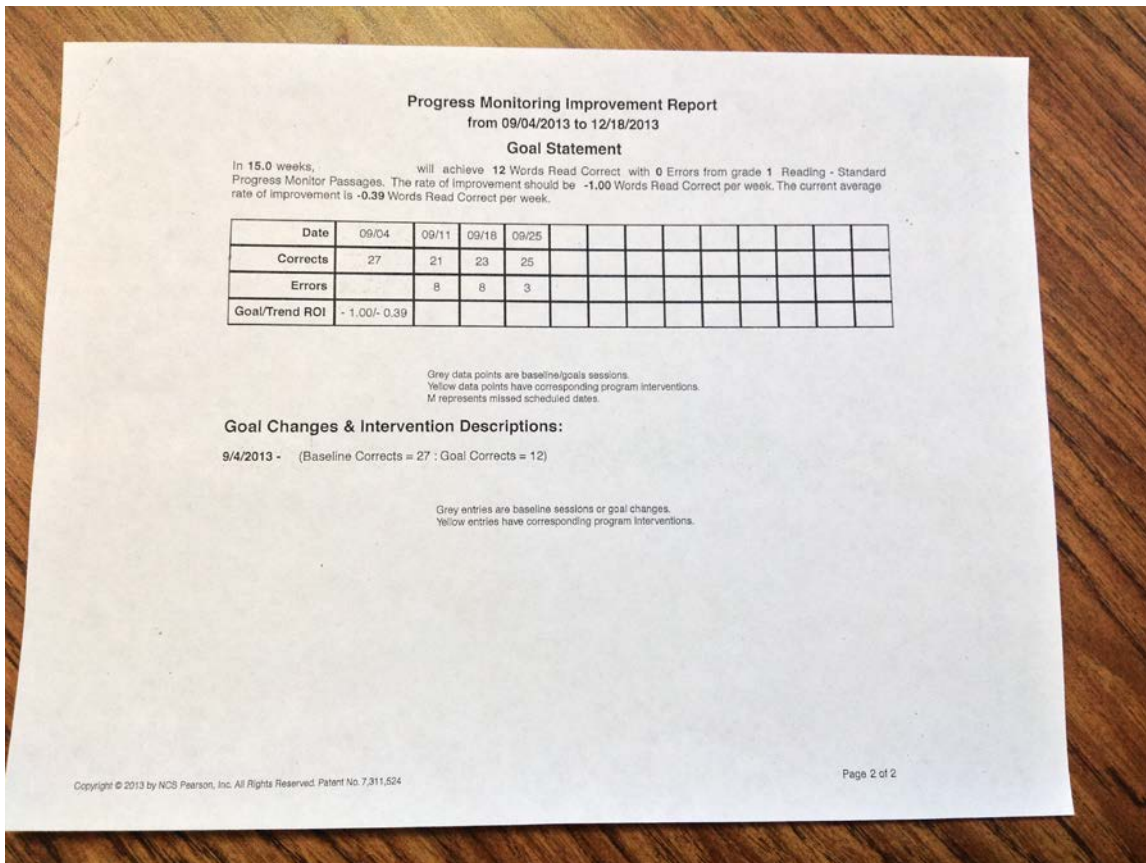 Progress Monitoring Improvement Report
from 09/04/2013 to 12/18/2013
Goal Statement
In 15.0 weeks, will achieve 12 Words Read Correct with 0 Errors from grade 1 Reading - Standard
Progress Monitor Passages. The rate of improvement should be -1.00 Words Read Correct per week. The current average
rate of improvement is -0.39 Words Read Correct per week.
Date 09/04 09/11 09/18 09/25
Corrects 27 21 23 25
Errors 8 8 3
Goal/Trend ROI - 1.00/- 0.39
Grey data points are baseline/goals sessions.
Yellow data points have corresponding program interventions.
M represents missed scheduled dates.
Goal Changes & Intervention Descriptions:
9/4/2013 - (Baseline Corrects = 27 : Goal Corrects = 12)
Grey entries are baseline sessions or goal changes.
Yellow entries have corresponding program interventions.
Copyright © 2013 by NCS Pearson, Inc. All Rights Reserved. Patent No. 7,311,524
Page 2 of 2